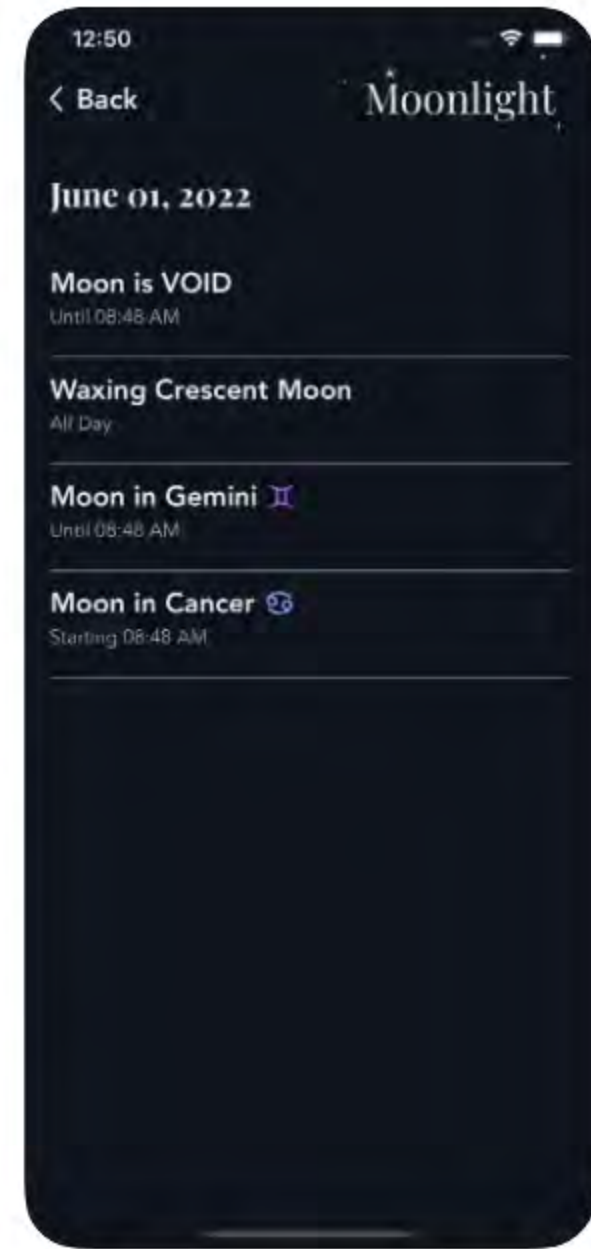 12:50
Back
Moonlight
June 01, 2022
Moon is VOID
Until 08:48 AM
Waxing Crescent Moon
All Day
Moon in Gemini ♊
Until 08:48 AM
Moon in Cancer ♋
Starting 08:48 AM